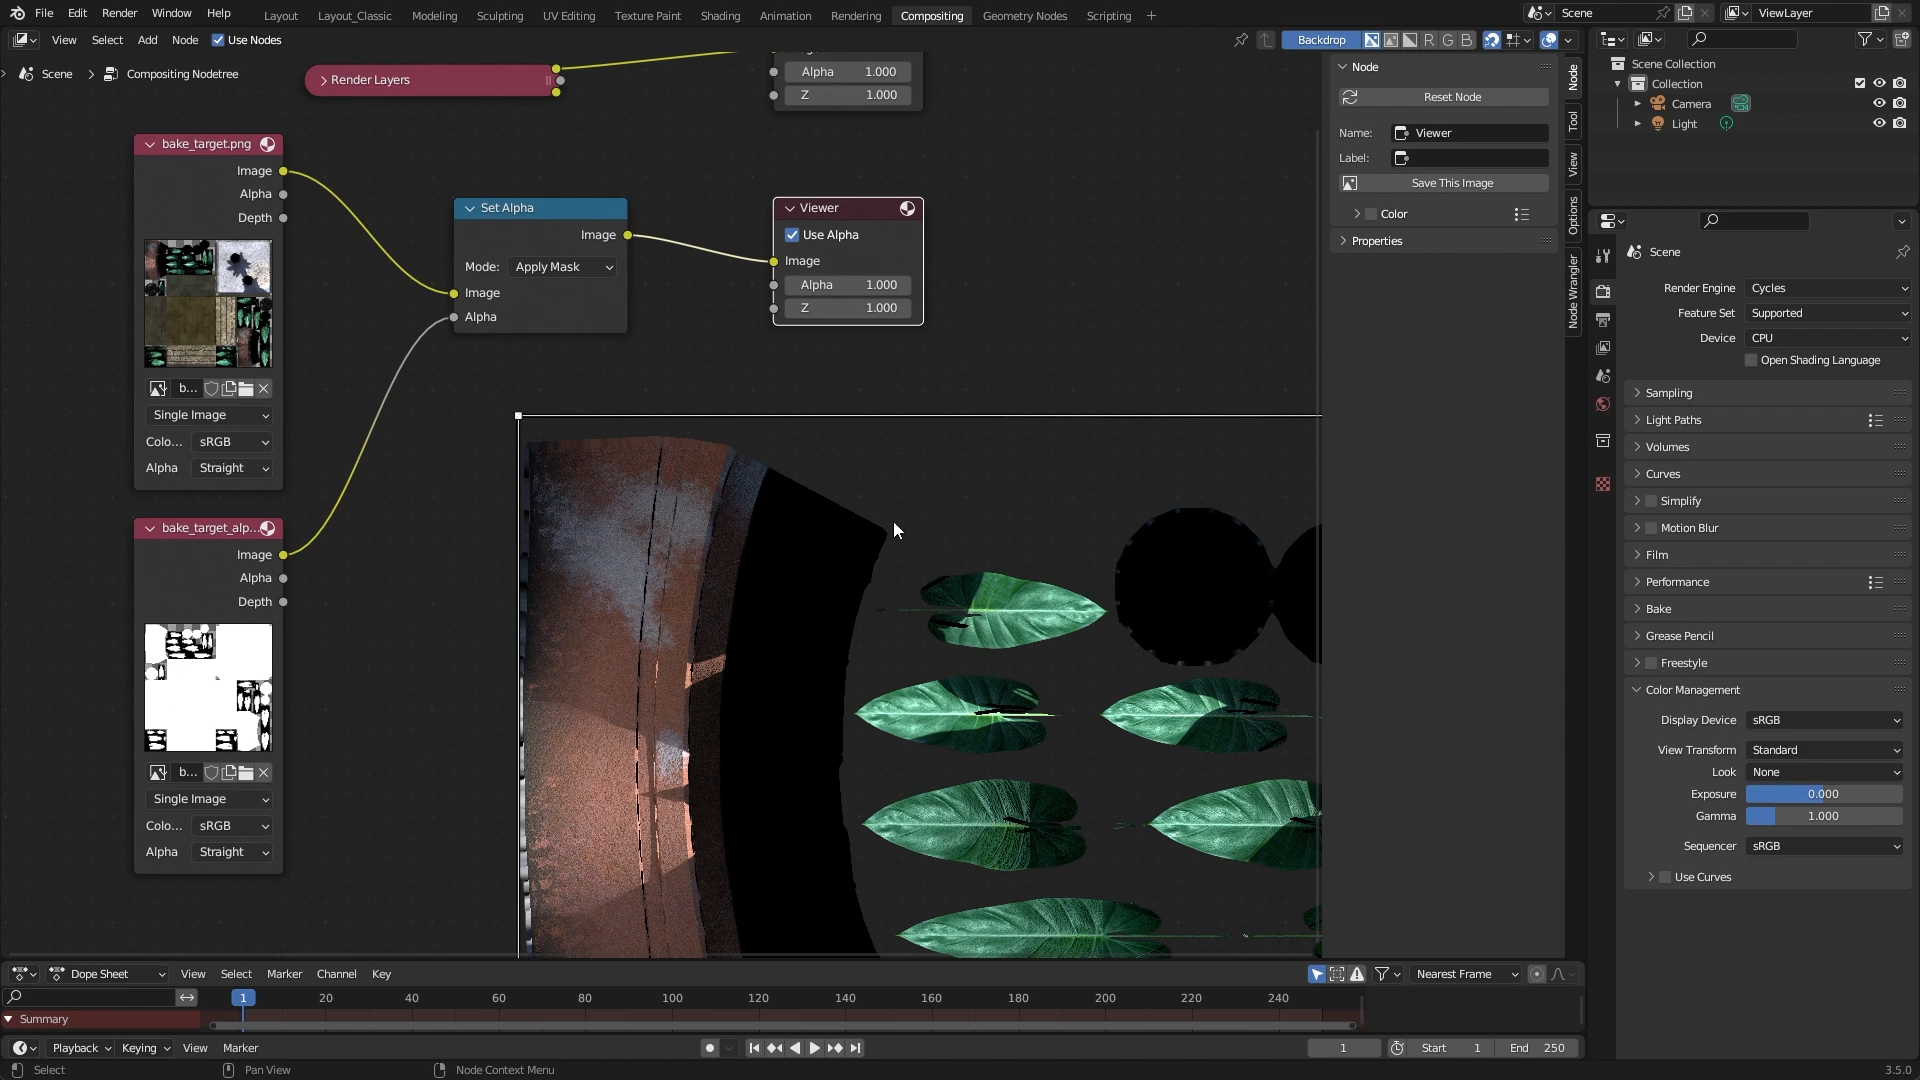 File Edit Render Window Help Layout Layout_Classic Modeling Sculpting UV Editing Texture Paint Shading Animation Rendering Compositing Geometry Nodes Scripting + Scene ViewLayer
View Select Add Node Use Nodes Backdrop R G B
Scene > Compositing Nodetree
Render Layers
Alpha 1.000
Z 1.000
bake_target.png
Image
Alpha
Depth
b...
Single Image
Colo... sRGB
Alpha Straight
bake_target_alp...
Image
Alpha
Depth
b...
Single Image
Colo... sRGB
Alpha Straight
Set Alpha
Image
Mode: Apply Mask
Image
Alpha
Viewer
Use Alpha
Image
Alpha 1.000
Z 1.000
Node
Reset Node
Name: Viewer
Label:
Save This Image
Color
Properties
Node
Tool
View
Options
Node Wrangler
Scene Collection
Collection
Camera
Light
Scene
Render Engine Cycles
Feature Set Supported
Device CPU
Open Shading Language
Sampling
Light Paths
Volumes
Curves
Simplify
Motion Blur
Film
Performance
Bake
Grease Pencil
Freestyle
Color Management
Display Device sRGB
View Transform Standard
Look None
Exposure 0.000
Gamma 1.000
Sequencer sRGB
Use Curves
Dope Sheet View Select Marker Channel Key Nearest Frame
1 20 40 60 80 100 120 140 160 180 200 220 240
Summary
Playback Keying View Marker 1 Start 1 End 250
Select Pan View Node Context Menu 3.5.0